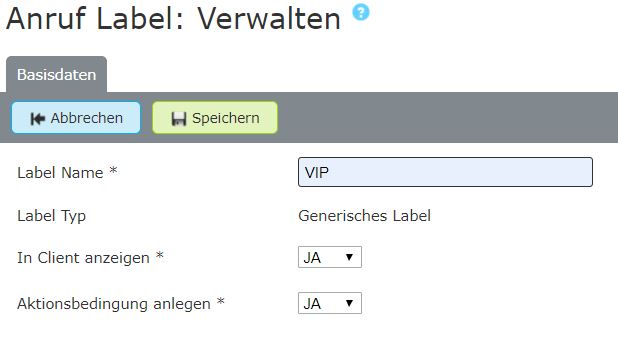 Anruf Label: Verwalten ?
Basisdaten
Abbrechen Speichern
Label Name * VIP
Label Typ Generisches Label
In Client anzeigen * JA
Aktionsbedingung anlegen * JA